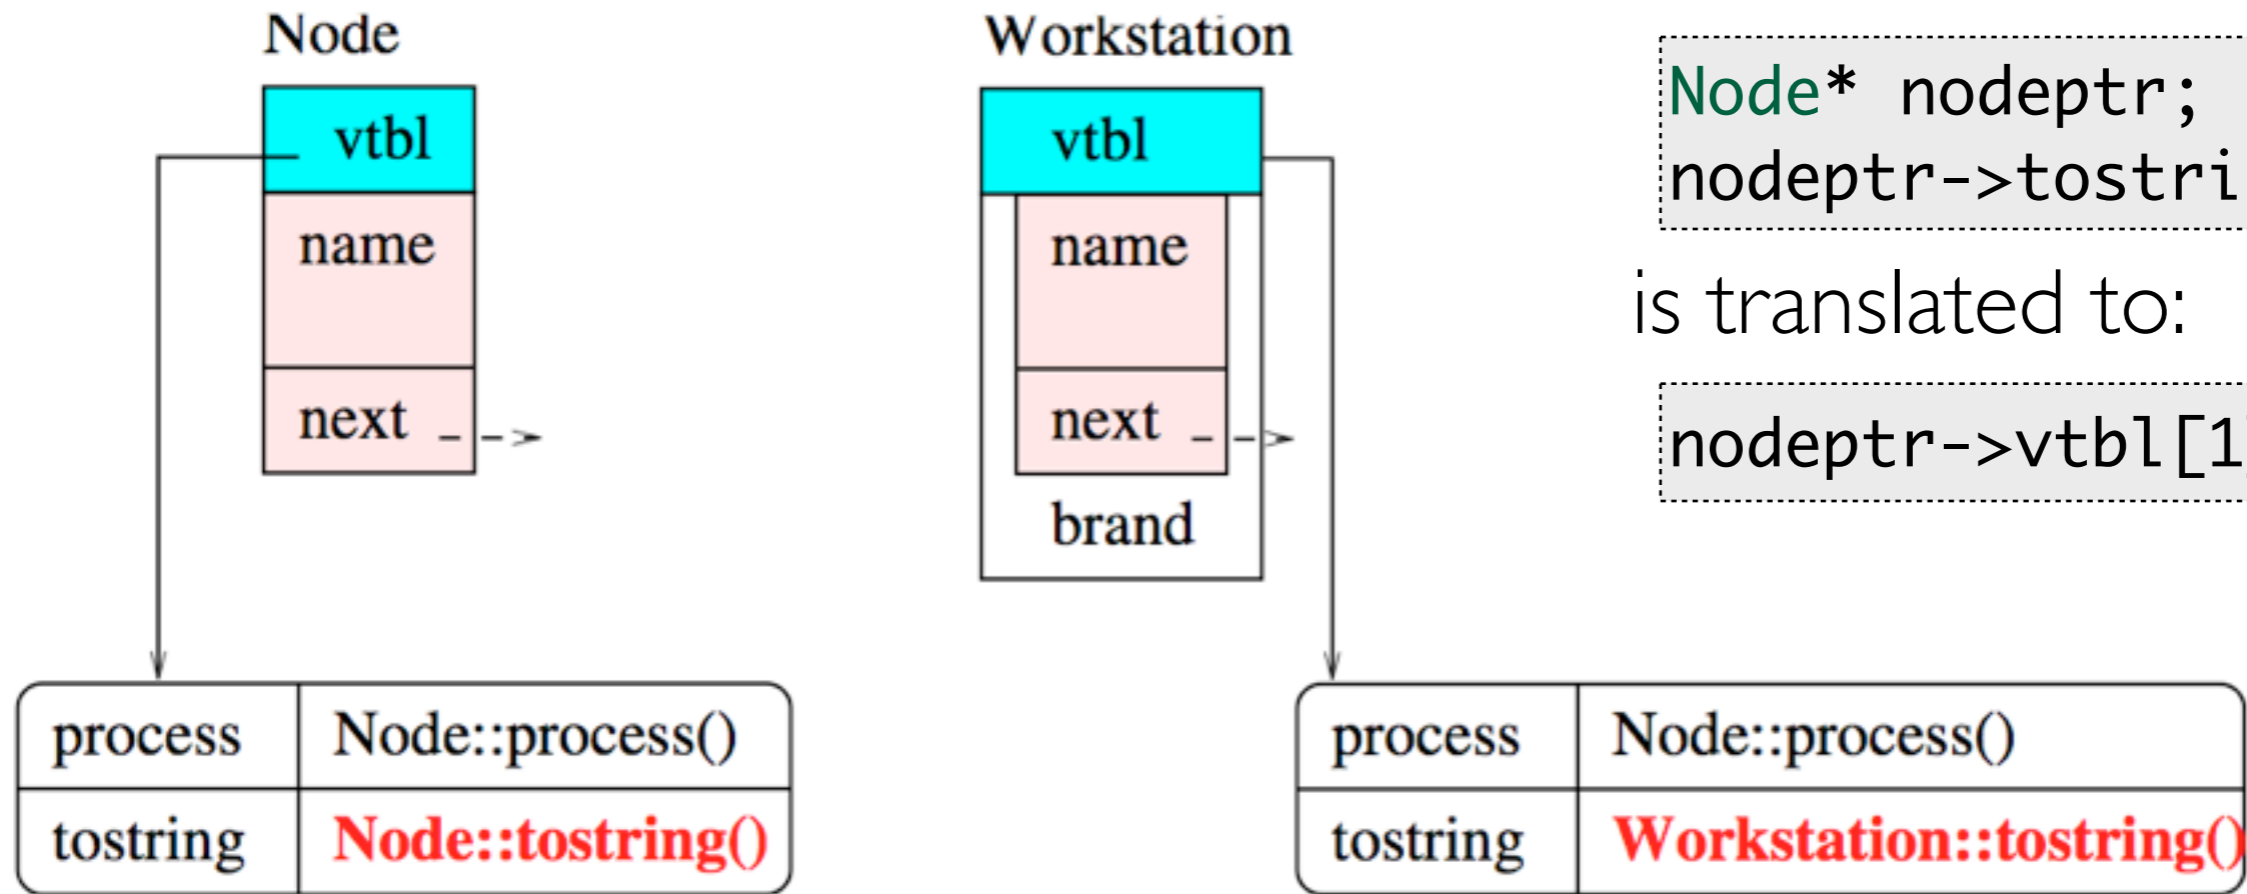 Node
vtbl
name
next
process Node::process()
tostring Node::tostring()
Workstation
vtbl
name
next
brand
process Node::process()
tostring Workstation::tostring()
Node* nodeptr;
nodeptr->tostri
is translated to:
nodeptr->vtbl[1]